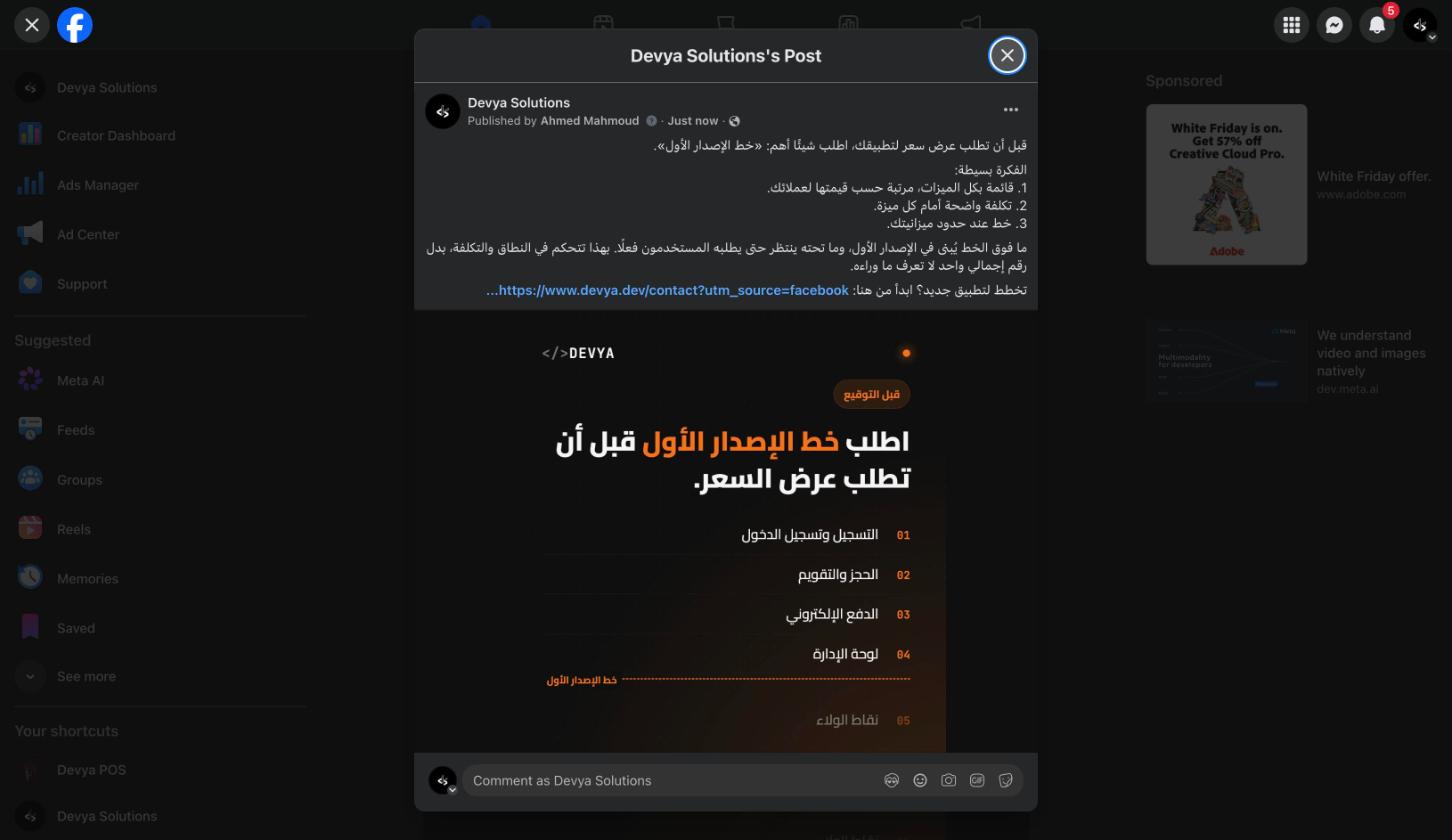 Devya Solutions's Post
5
Devya Solutions
Creator Dashboard
Ads Manager
Ad Center
Support
Suggested
Meta AI
Feeds
Groups
Reels
Memories
Saved
See more
Your shortcuts
Devya POS
Devya Solutions
Devya Solutions
Published by Ahmed Mahmoud · Just now ·
قبل أن تطلب عرض سعر لتطبيقك، اطلب شيئًا أهم: «خط الإصدار الأول».
الفكرة بسيطة:
1. قائمة بكل الميزات، مرتبة حسب قيمتها لعملائك.
2. تكلفة واضحة أمام كل ميزة.
3. خط عند حدود ميزانيتك.
ما فوق الخط يُبنى في الإصدار الأول، وما تحته ينتظر حتى يطلبه المستخدمون فعلًا. بهذا تتحكم في النطاق والتكلفة، بدل
رقم إجمالي واحد لا تعرف ما وراءه.
تخطط لتطبيق جديد؟ ابدأ من هنا: https://www.devya.dev/contact?utm_source=facebook...
</>DEVYA
قبل التوقيع
اطلب خط الإصدار الأول قبل أن
تطلب عرض السعر.
01 التسجيل وتسجيل الدخول
02 الحجز والتقويم
03 الدفع الإلكتروني
04 لوحة الإدارة
خط الإصدار الأول
05 نقاط الولاء
Comment as Devya Solutions
GIF
Sponsored
White Friday is on.
Get 57% off
Creative Cloud Pro.
Adobe
White Friday offer.
www.adobe.com
Multimodality
for developers
Meta
We understand
video and images
natively
dev.meta.ai